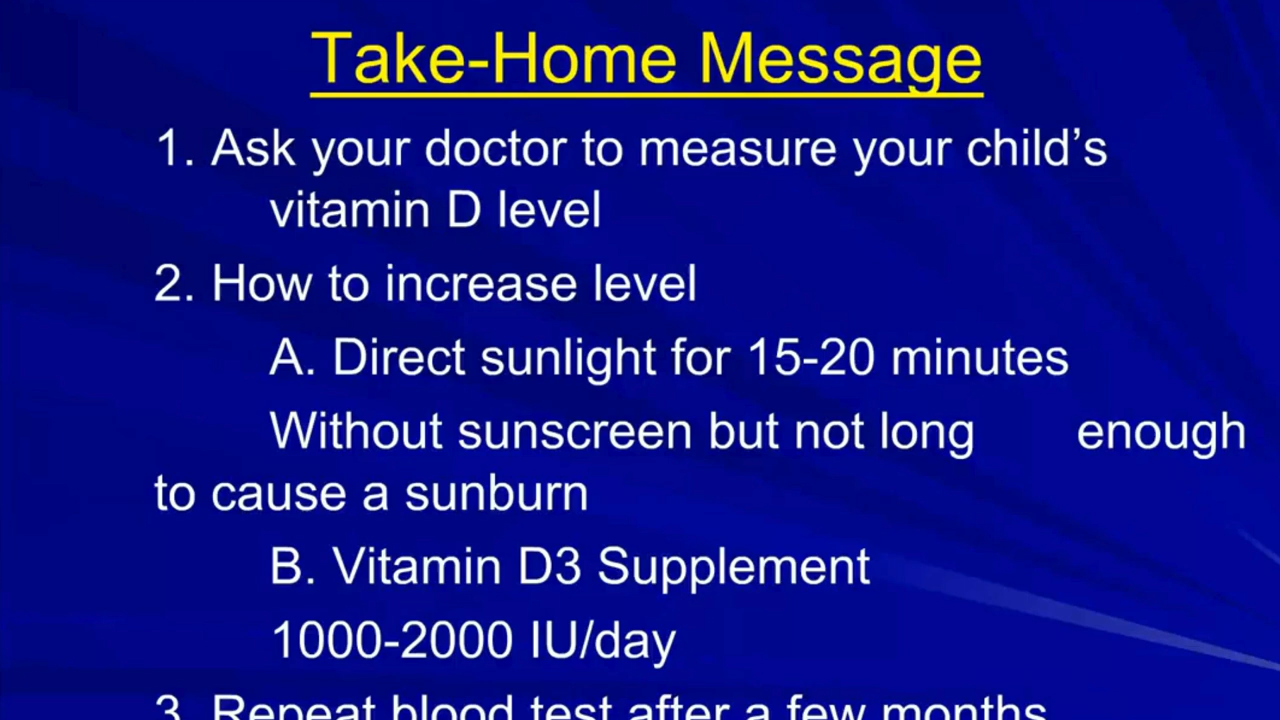 Take-Home Message
1. Ask your doctor to measure your child’s
vitamin D level
2. How to increase level
A. Direct sunlight for 15-20 minutes
Without sunscreen but not long enough
to cause a sunburn
B. Vitamin D3 Supplement
1000-2000 IU/day
3. Repeat blood test after a few months